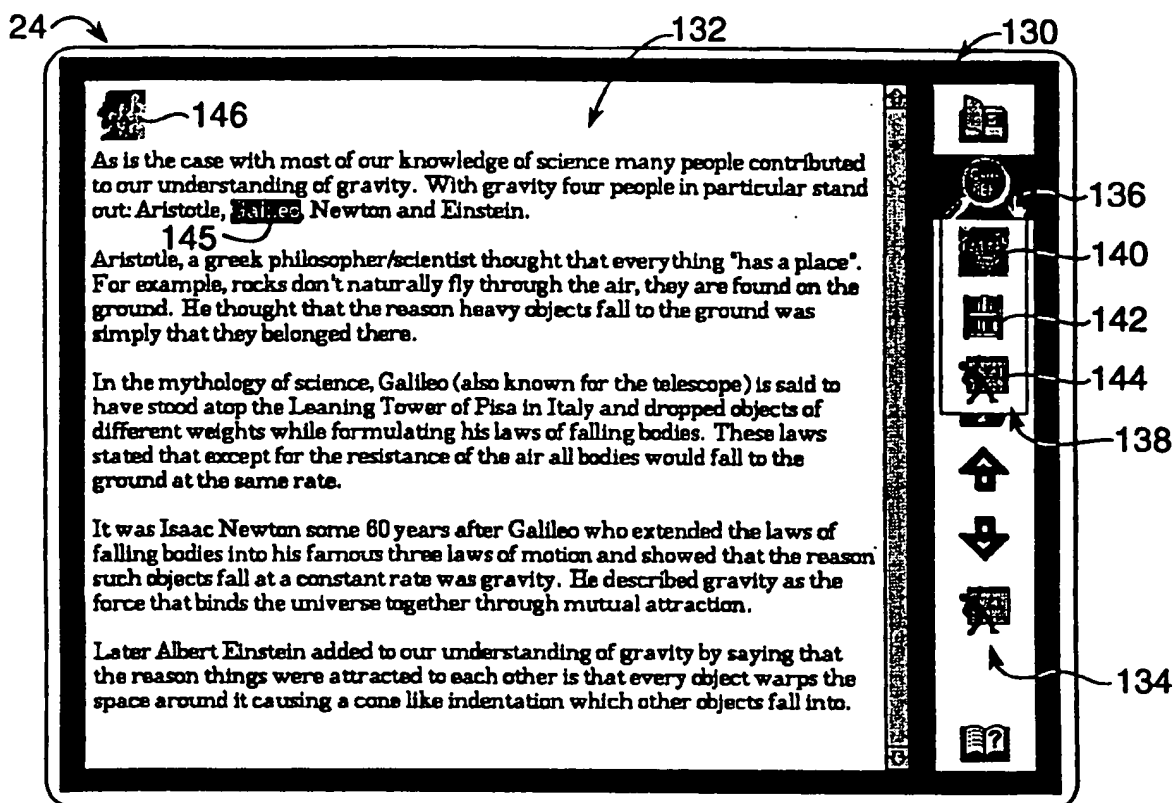 24
132
130
146
As is the case with most of our knowledge of science many people contributed
to our understanding of gravity. With gravity four people in particular stand
out: Aristotle, Galileo, Newton and Einstein.
136
145
140
Aristotle, a greek philosopher/scientist thought that everything "has a place".
For example, rocks don't naturally fly through the air, they are found on the
ground. He thought that the reason heavy objects fall to the ground was
simply that they belonged there.
142
144
In the mythology of science, Galileo (also known for the telescope) is said to
have stood atop the Leaning Tower of Pisa in Italy and dropped objects of
different weights while formulating his laws of falling bodies. These laws
stated that except for the resistance of the air all bodies would fall to the
ground at the same rate.
138
It was Isaac Newton some 60 years after Galileo who extended the laws of
falling bodies into his famous three laws of motion and showed that the reason
such objects fall at a constant rate was gravity. He described gravity as the
force that binds the universe together through mutual attraction.
Later Albert Einstein added to our understanding of gravity by saying that
the reason things were attracted to each other is that every object warps the
space around it causing a cone like indentation which other objects fall into.
134
?